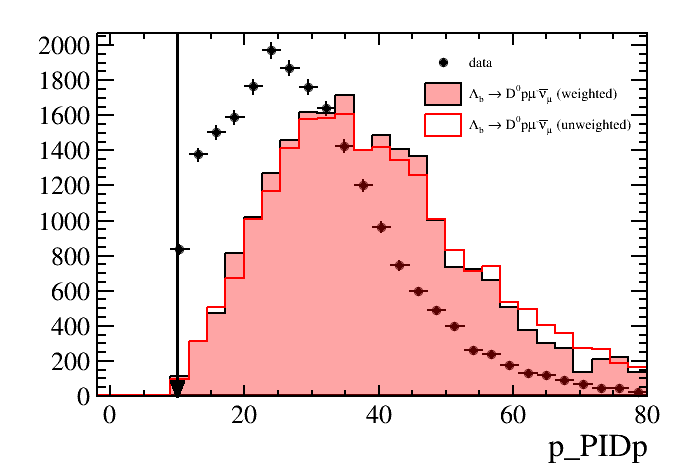 2000
1800
1600
1400
1200
1000
800
600
400
200
0
data
Λb → D⁰pμ ν̅μ (weighted)
Λb → D⁰pμ ν̅μ (unweighted)
0 20 40 60 80
p_PIDp